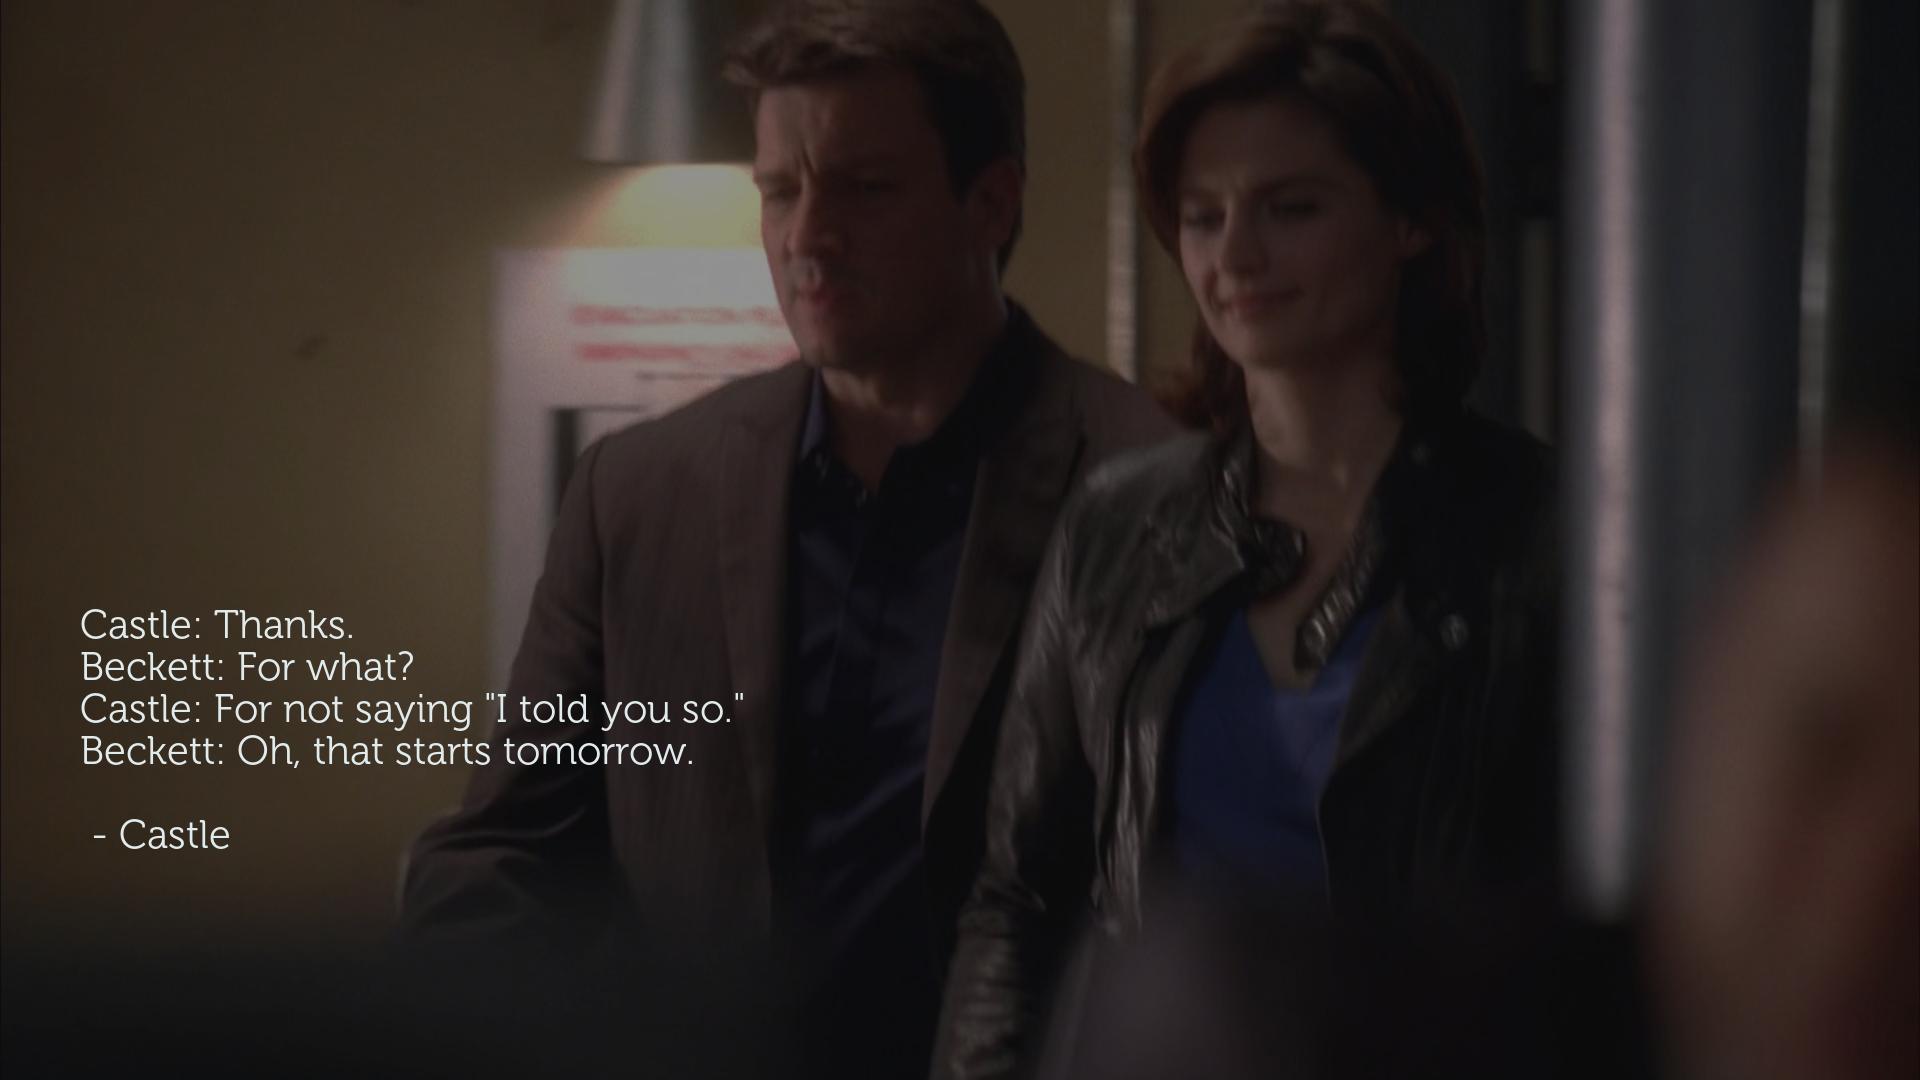 Castle: Thanks.
Beckett: For what?
Castle: For not saying "I told you so."
Beckett: Oh, that starts tomorrow.
- Castle